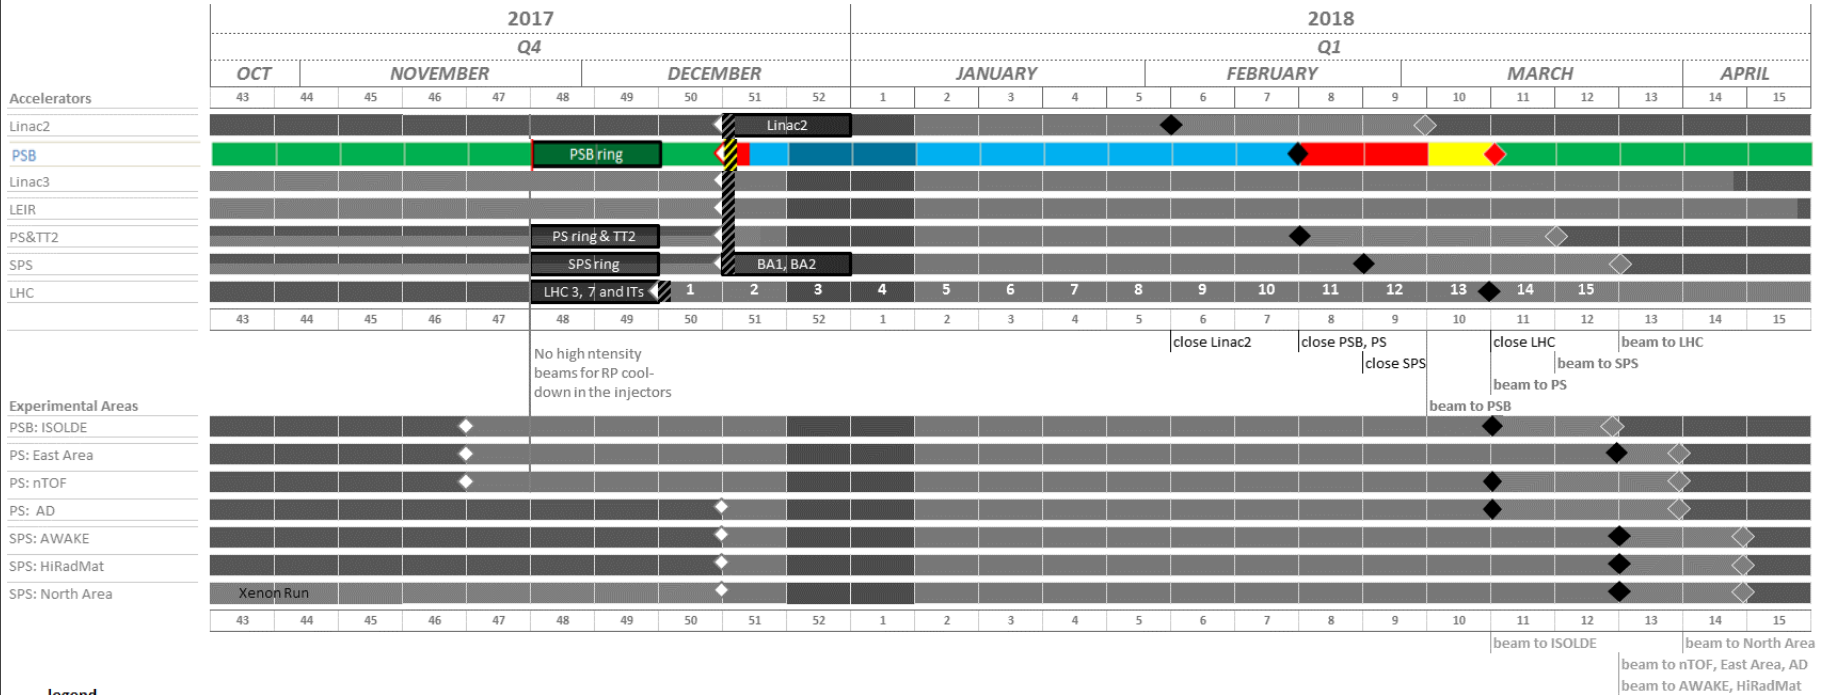 2017 2018
Q4 Q1
OCT NOVEMBER DECEMBER JANUARY FEBRUARY MARCH APRIL
Accelerators 43 44 45 46 47 48 49 50 51 52 1 2 3 4 5 6 7 8 9 10 11 12 13 14 15
Linac2 Linac2
PSB PSB ring
Linac3
LEIR
PS&TT2 PS ring & TT2
SPS SPS ring BA1, BA2
LHC LHC 3, 7 and ITs 1 2 3 4 5 6 7 8 9 10 11 12 13 14 15
43 44 45 46 47 48 49 50 51 52 1 2 3 4 5 6 7 8 9 10 11 12 13 14 15
close Linac2 close PSB, PS close LHC beam to LHC
No high ntensity
close SPS beam to SPS
beams for RP cool-
beam to PS
down in the injectors
Experimental Areas beam to PSB
PSB: ISOLDE
PS: East Area
PS: nTOF
PS: AD
SPS: AWAKE
SPS: HiRadMat
SPS: North Area Xenon Run
43 44 45 46 47 48 49 50 51 52 1 2 3 4 5 6 7 8 9 10 11 12 13 14 15
beam to ISOLDE beam to North Area
beam to nTOF, East Area, AD
beam to AWAKE, HiRadMat
legend